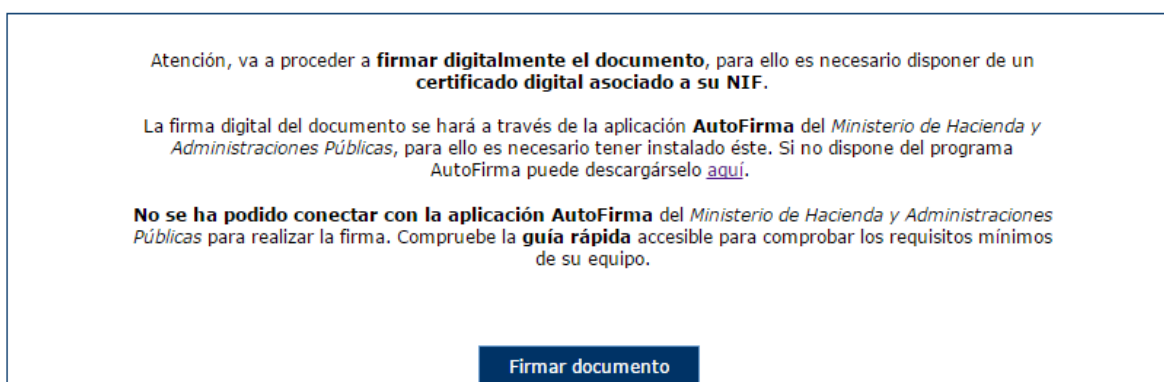 Atención, va a proceder a firmar digitalmente el documento, para ello es necesario disponer de un
certificado digital asociado a su NIF.
La firma digital del documento se hará a través de la aplicación AutoFirma del Ministerio de Hacienda y
Administraciones Públicas, para ello es necesario tener instalado éste. Si no dispone del programa
AutoFirma puede descargárselo aquí.
No se ha podido conectar con la aplicación AutoFirma del Ministerio de Hacienda y Administraciones
Públicas para realizar la firma. Compruebe la guía rápida accesible para comprobar los requisitos mínimos
de su equipo.
Firmar documento